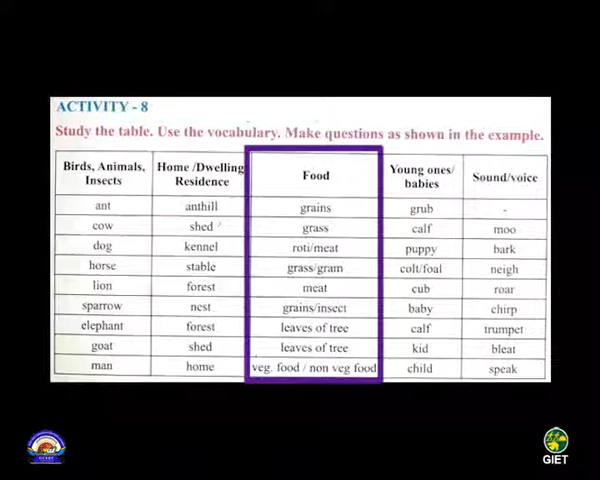 ACTIVITY - 8
Study the table. Use the vocabulary. Make questions as shown in the example.
Birds, Animals, Insects Home /Dwelling Residence Food Young ones/ babies Sound/voice
ant anthill grains grub -
cow shed grass calf moo
dog kennel roti/meat puppy bark
horse stable grass/gram colt/foal neigh
lion forest meat cub roar
sparrow nest grains/insect baby chirp
elephant forest leaves of tree calf trumpet
goat shed leaves of tree kid bleat
man home veg. food / non veg food child speak
GIET